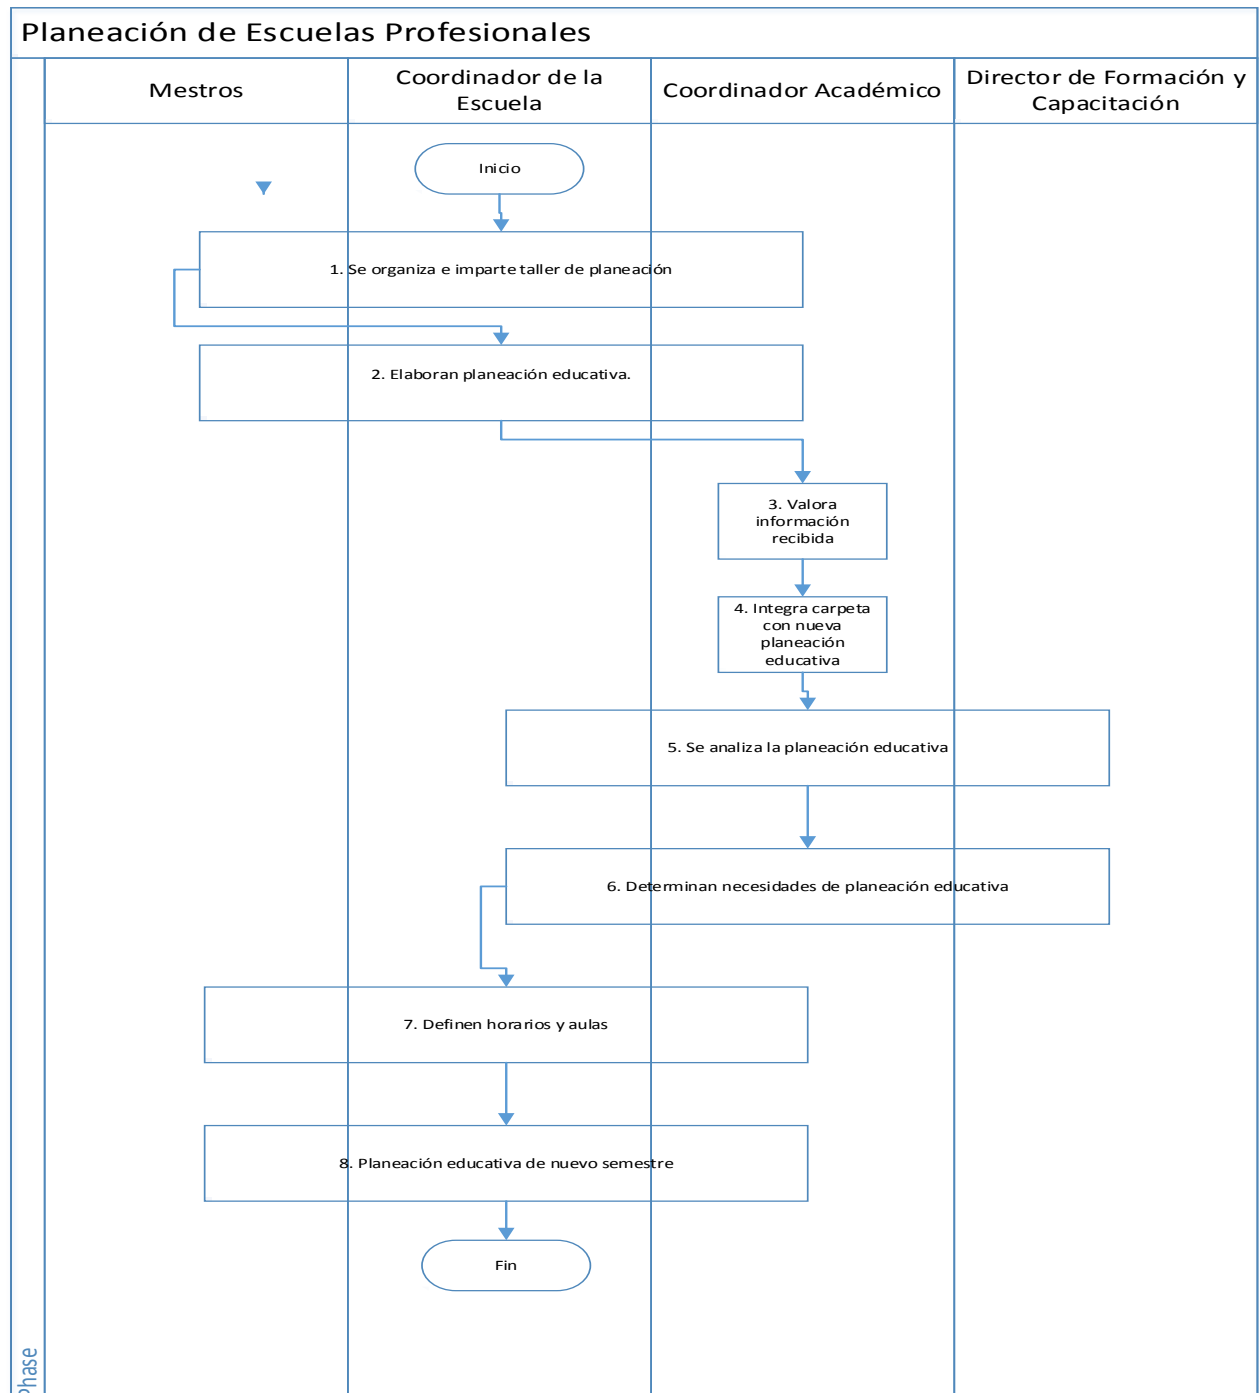 Planeación de Escuelas Profesionales
Mestros
Coordinador de la
Escuela
Coordinador Académico
Director de Formación y
Capacitación
Inicio
1. Se organiza e imparte taller de planeación
2. Elaboran planeación educativa.
3. Valora
información
recibida
4. Integra carpeta
con nueva
planeación
educativa
5. Se analiza la planeación educativa
6. Determinan necesidades de planeación educativa
7. Definen horarios y aulas
8. Planeación educativa de nuevo semestre
Fin
Phase